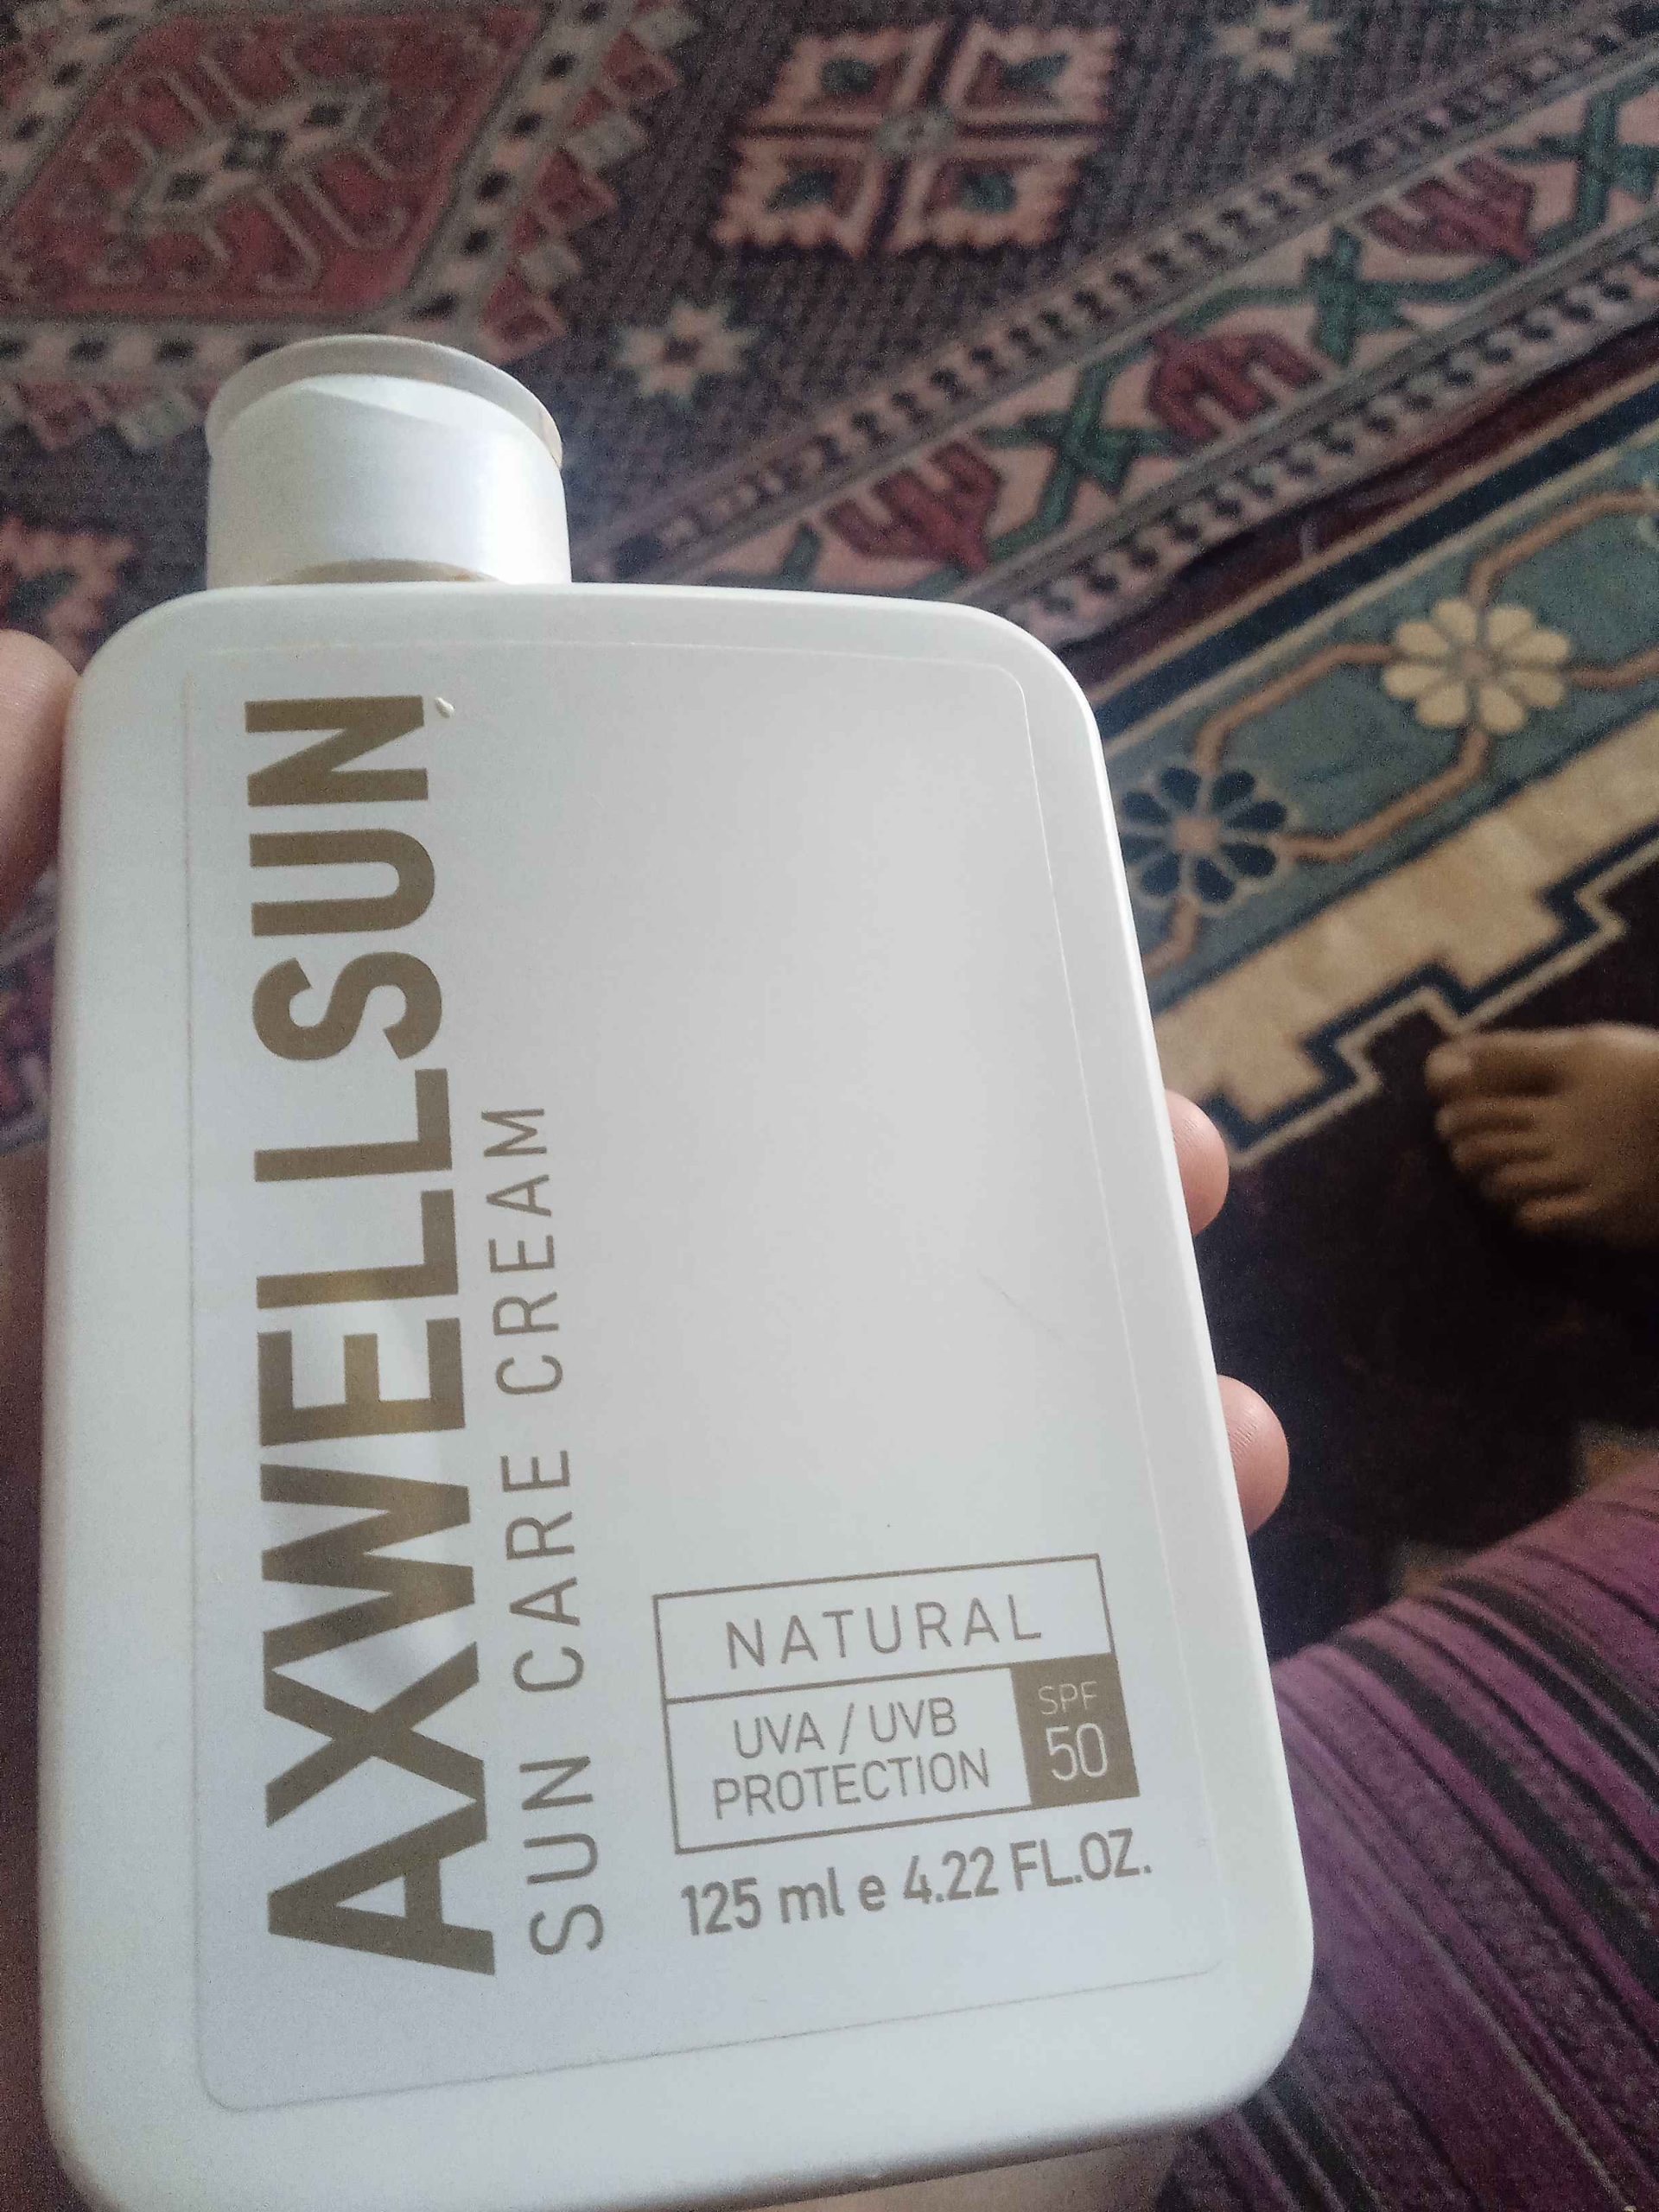 AXWELLSUN
SUN CARE CREAM
NATURAL
UVA / UVB
PROTECTION
SPF
50
125 ml e 4.22 FL.OZ.